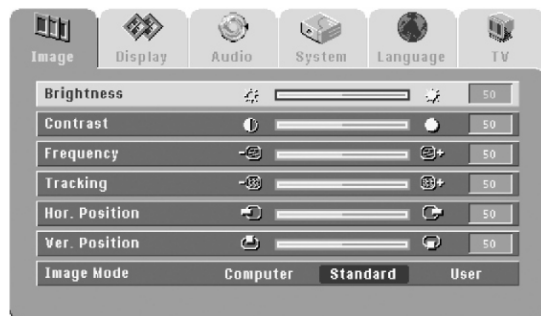 Image Display Audio System Language TV
Brightness 50
Contrast 50
Frequency 50
Tracking 50
Hor. Position 50
Ver. Position 50
Image Mode Computer Standard User